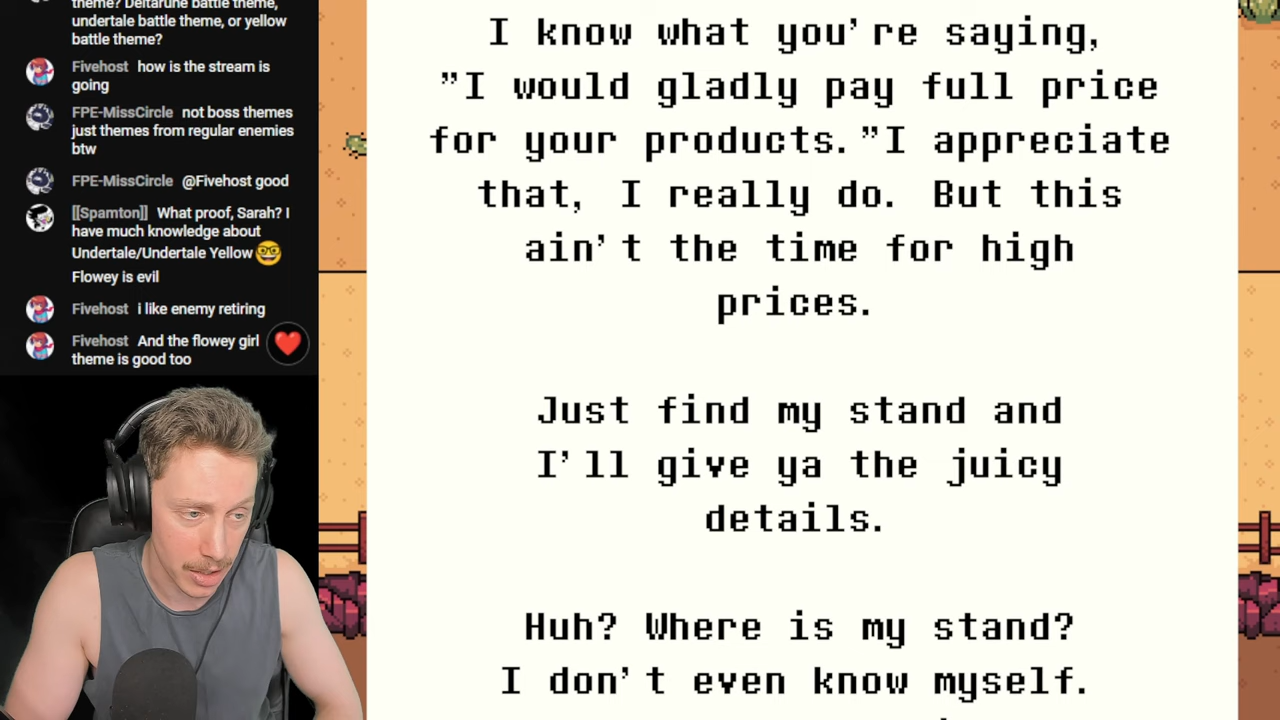 theme? Deltarune battle theme,
undertale battle theme, or yellow
battle theme?
Fivehost how is the stream is
going
FPE-MissCircle not boss themes
just themes from regular enemies
btw
FPE-MissCircle @Fivehost good
[[Spamton]] What proof, Sarah? I
have much knowledge about
Undertale/Undertale Yellow 🤓
Flowey is evil
Fivehost i like enemy retiring
Fivehost And the flowey girl
theme is good too
I know what you're saying,
"I would gladly pay full price
for your products."I appreciate
that, I really do. But this
ain't the time for high
prices.
Just find my stand and
I'll give ya the juicy
details.
Huh? Where is my stand?
I don't even know myself.